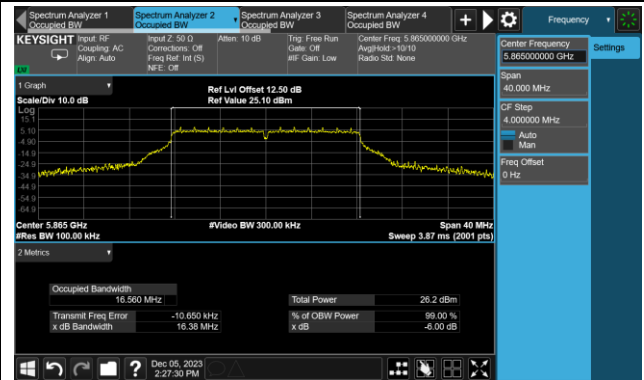 Spectrum Analyzer 1
Occupied BW
Spectrum Analyzer 2
Occupied BW
Spectrum Analyzer 3
Occupied BW
Spectrum Analyzer 4
Occupied BW
+
Frequency
KEYSIGHT
Input: RF
Coupling: AC
Align: Auto
Input Z: 50 Ω
Corrections: Off
Freq Ref: Int (S)
NFE: Off
Atten: 10 dB
Trig: Free Run
Gate: Off
#IF Gain: Low
Center Freq: 5.865000000 GHz
Avg|Hold:>10/10
Radio Std: None
Center Frequency
5.865000000 GHz
Settings
Span
40.000 MHz
CF Step
4.000000 MHz
Auto
Man
Freq Offset
0 Hz
1 Graph
Scale/Div 10.0 dB
Ref Lvl Offset 12.50 dB
Ref Value 25.10 dBm
Log
15.1
5.10
-4.90
-14.9
-24.9
-34.9
-44.9
-54.9
-64.9
Center 5.865 GHz
#Res BW 100.00 kHz
#Video BW 300.00 kHz
Span 40 MHz
Sweep 3.87 ms (2001 pts)
2 Metrics
Occupied Bandwidth
16.560 MHz
Transmit Freq Error -10.650 kHz
x dB Bandwidth 16.38 MHz
Total Power 26.2 dBm
% of OBW Power 99.00 %
x dB -6.00 dB
?
Dec 05, 2023
2:27:30 PM